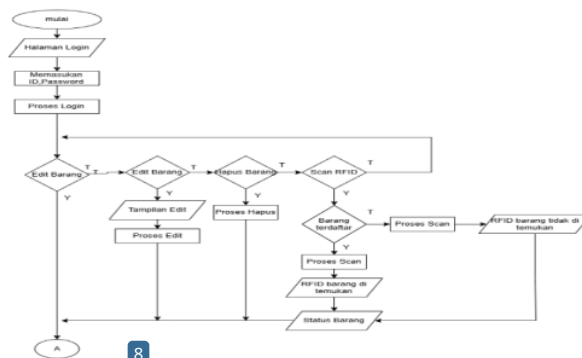 mulai
Halaman Login
Memasukan
ID,Password
Proses Login
Edit Barang
T
T
Edit Barang
T
Hapus Barang
T
Scan RFID
T
Y
Y
Y
Y
Tampilan Edit
Proses Hapus
Barang
terdaftar
T
Proses Scan
RFID barang tidak di
temukan
Proses Edit
Y
Proses Scan
RFID barang di
temukan
Status Barang
A
8